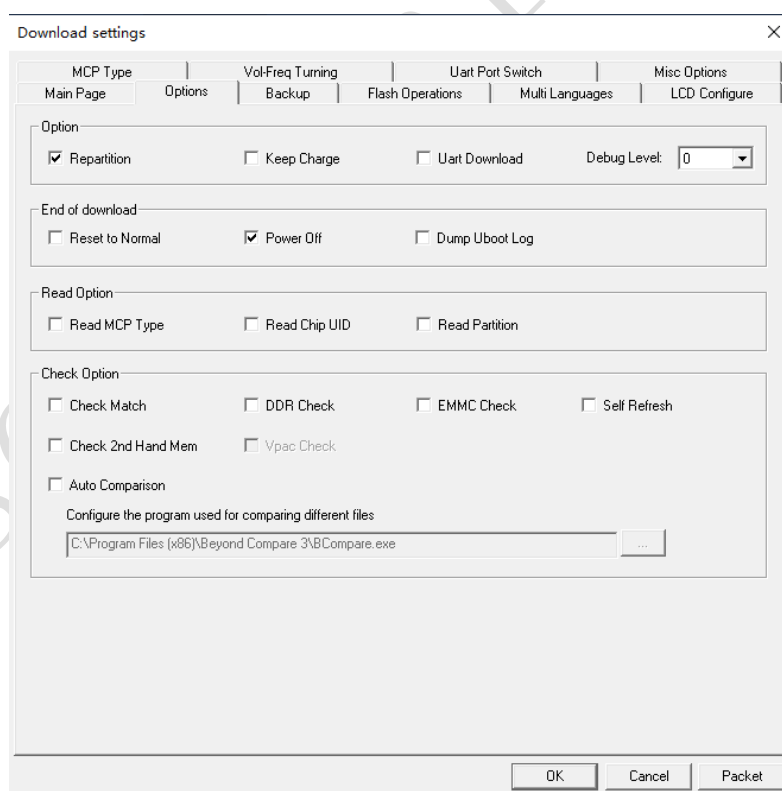 Download settings
MCP Type Vol-Freq Turning Uart Port Switch Misc Options
Main Page Options Backup Flash Operations Multi Languages LCD Configure
Option
Repartition Keep Charge Uart Download Debug Level: 0
End of download
Reset to Normal Power Off Dump Uboot Log
Read Option
Read MCP Type Read Chip UID Read Partition
Check Option
Check Match DDR Check EMMC Check Self Refresh
Check 2nd Hand Mem Vpac Check
Auto Comparison
Configure the program used for comparing different files
C:\Program Files (x86)\Beyond Compare 3\BCompare.exe ...
OK Cancel Packet